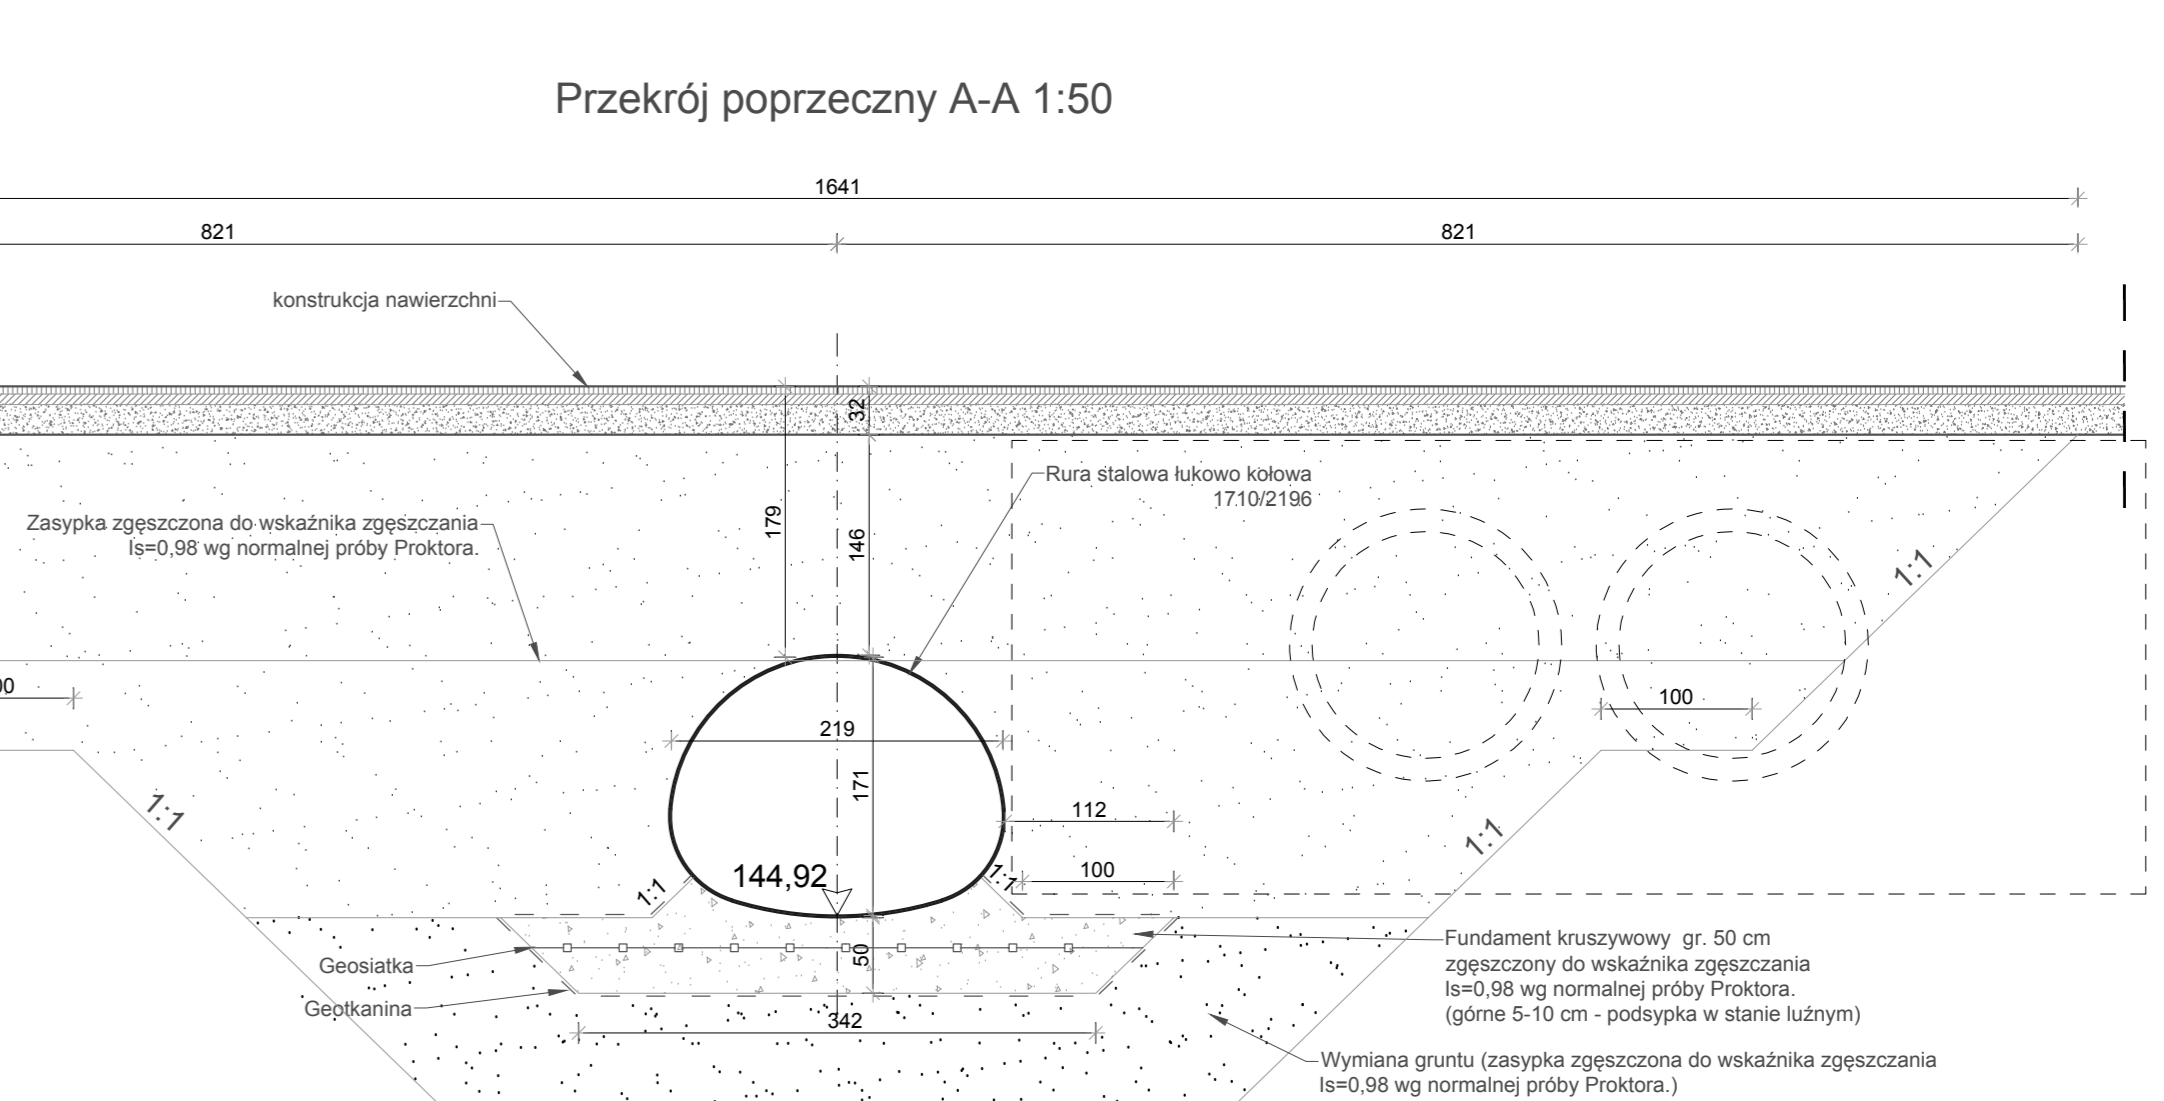 Przekrój poprzeczny A-A 1:50
1641
821
821
konstrukcja nawierzchni
32
Rura stalowa łukowo kołowa
1710/2196
179
146
Zasypka zgęszczona do wskaźnika zgęszczania
Is=0,98 wg normalnej próby Proktora.
1:1
00
100
219
171
1:1
112
1:1
144,92
100
1:1
1:1
Fundament kruszywowy gr. 50 cm
zgęszczony do wskaźnika zgęszczania
Is=0,98 wg normalnej próby Proktora.
(górne 5-10 cm - podsypka w stanie luźnym)
50
Geosiatka
Geotkanina
342
Wymiana gruntu (zasypka zgęszczona do wskaźnika zgęszczania
Is=0,98 wg normalnej próby Proktora.)